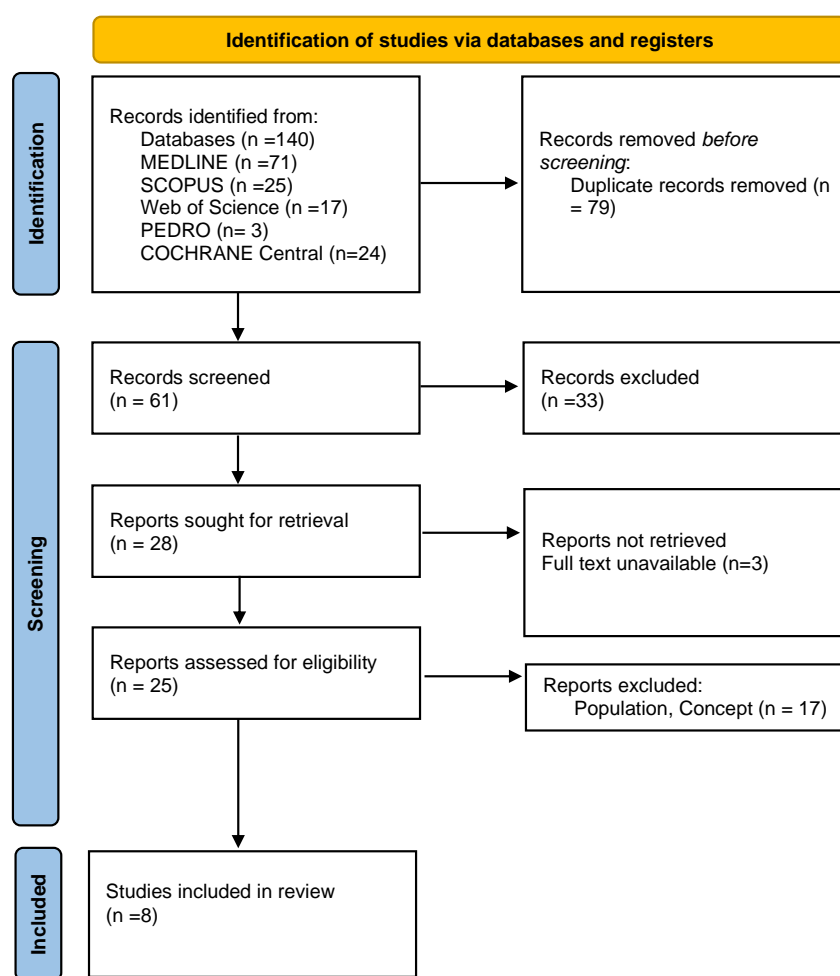 Identification of studies via databases and registers
Identification
Records identified from:
Databases (n =140)
MEDLINE (n =71)
SCOPUS (n =25)
Web of Science (n =17)
PEDRO (n= 3)
COCHRANE Central (n=24)
Records removed before
screening:
Duplicate records removed (n
= 79)
Screening
Records screened
(n = 61)
Records excluded
(n =33)
Reports sought for retrieval
(n = 28)
Reports not retrieved
Full text unavailable (n=3)
Reports assessed for eligibility
(n = 25)
Reports excluded:
Population, Concept (n = 17)
Included
Studies included in review
(n =8)